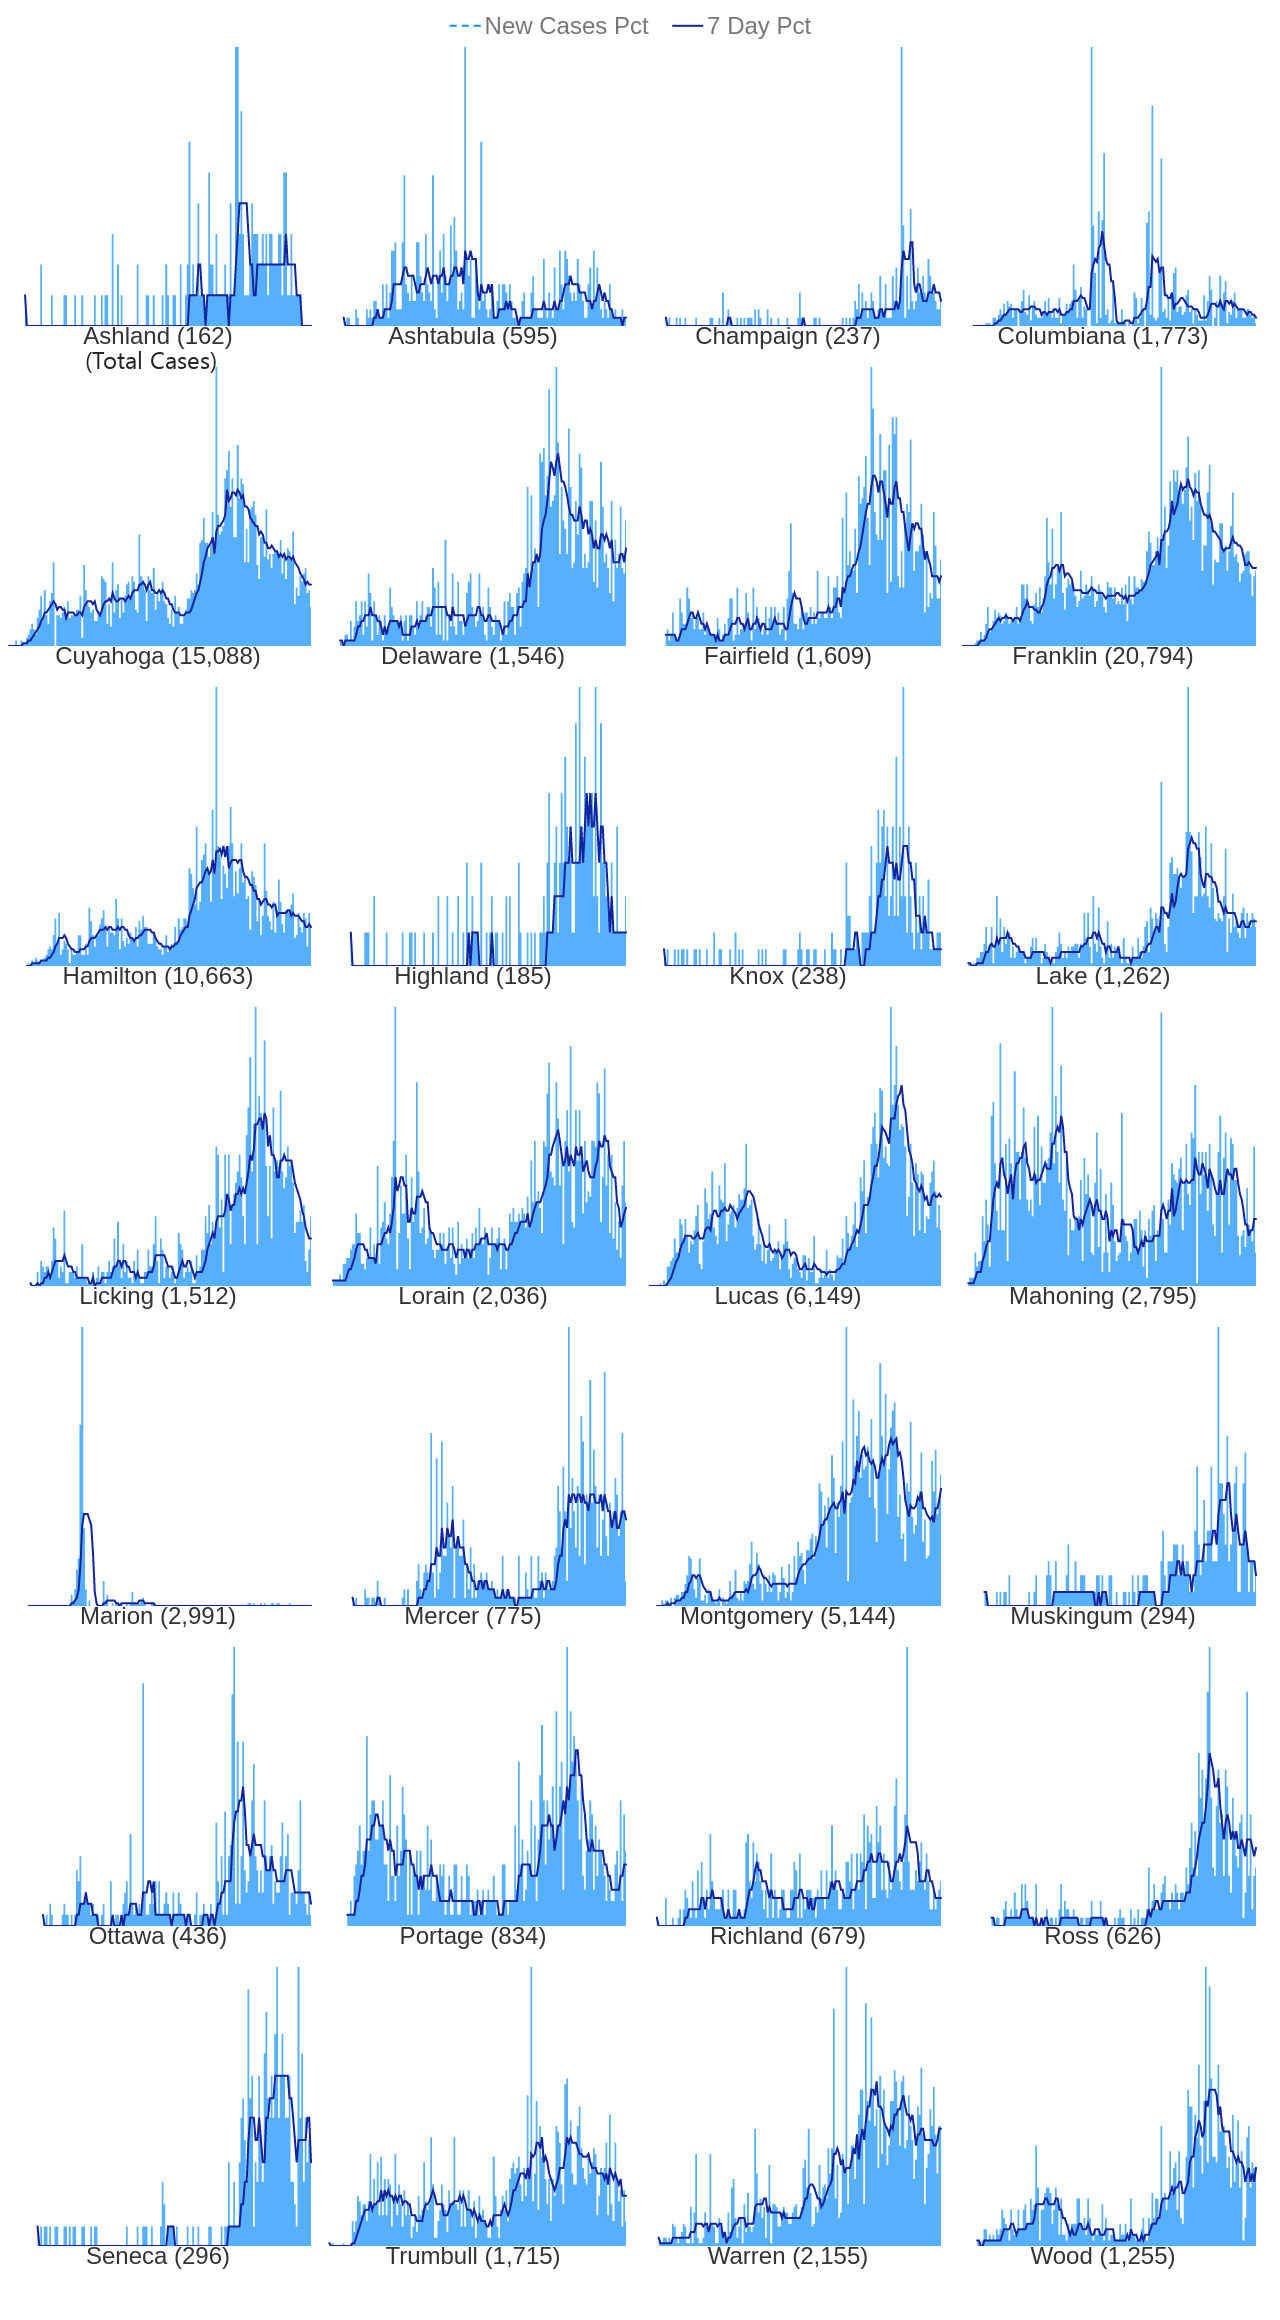 New Cases Pct 7 Day Pct
Ashland (162) Ashtabula (595) Champaign (237) Columbiana (1,773)
(Total Cases)
Cuyahoga (15,088) Delaware (1,546) Fairfield (1,609) Franklin (20,794)
Hamilton (10,663) Highland (185) Knox (238) Lake (1,262)
Licking (1,512) Lorain (2,036) Lucas (6,149) Mahoning (2,795)
Marion (2,991) Mercer (775) Montgomery (5,144) Muskingum (294)
Ottawa (436) Portage (834) Richland (679) Ross (626)
Seneca (296) Trumbull (1,715) Warren (2,155) Wood (1,255)